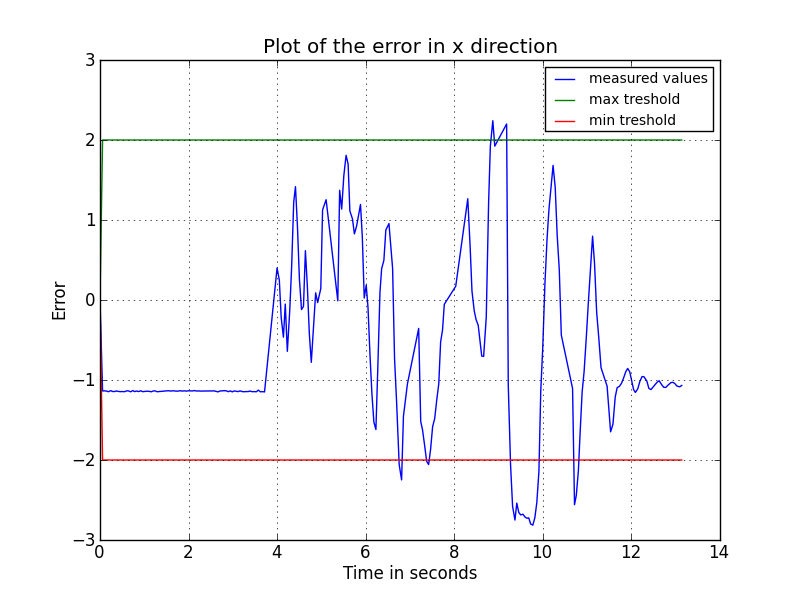 Plot of the error in x direction
measured values
max treshold
min treshold
Error
3
2
1
0
−1
−2
−3
0 2 4 6 8 10 12 14
Time in seconds